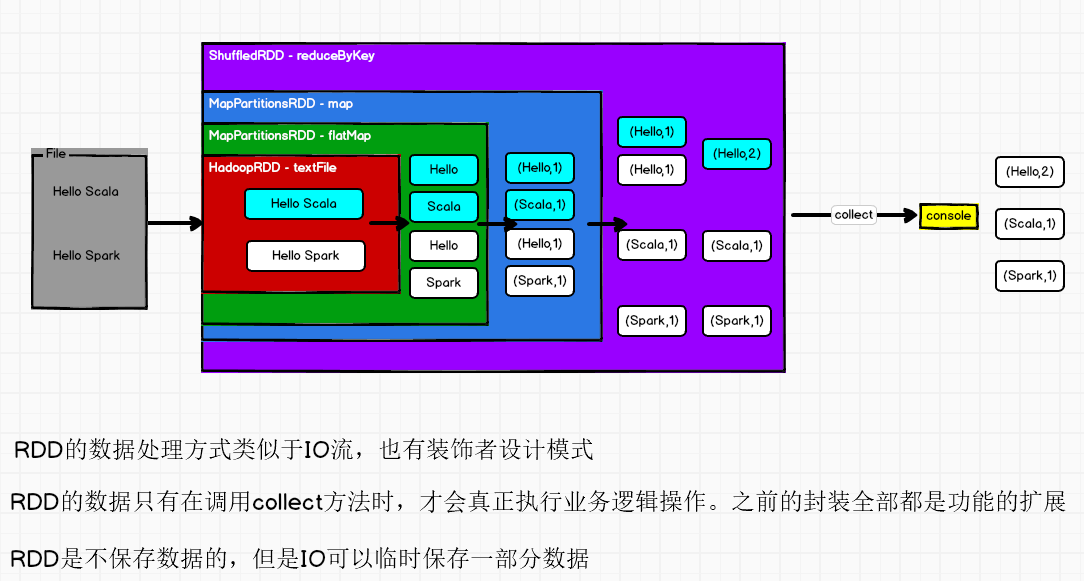 ShuffledRDD - reduceByKey
MapPartitionsRDD - map
MapPartitionsRDD - flatMap
HadoopRDD - textFile
File
Hello Scala
Hello Spark
Hello Scala
Hello Spark
Hello
Scala
Hello
Spark
(Hello,1)
(Scala,1)
(Hello,1)
(Spark,1)
(Hello,1)
(Hello,1)
(Scala,1)
(Spark,1)
(Hello,2)
(Scala,1)
(Spark,1)
collect
console
(Hello,2)
(Scala,1)
(Spark,1)
RDD的数据处理方式类似于IO流，也有装饰者设计模式
RDD的数据只有在调用collect方法时，才会真正执行业务逻辑操作。之前的封装全部都是功能的扩展
RDD是不保存数据的，但是IO可以临时保存一部分数据